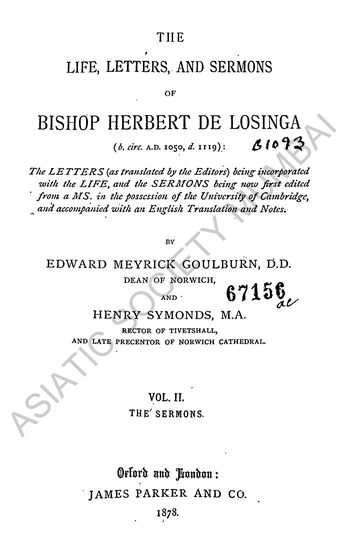 THE
LIFE, LETTERS, AND SERMONS
OF
BISHOP HERBERT DE LOSINGA
(b. circ. A.D. 1050, d. 1119):
B1093
The LETTERS (as translated by the Editors) being incorporated
with the LIFE, and the SERMONS being now first edited
from a MS. in the possession of the University of Cambridge,
and accompanied with an English Translation and Notes.
BY
EDWARD MEYRICK GOULBURN, D.D.
DEAN OF NORWICH,
AND
67156
HENRY SYMONDS, M.A.
RECTOR OF TIVETSHALL,
AND LATE PRECENTOR OF NORWICH CATHEDRAL.
VOL. II.
THE SERMONS.
Oxford and London:
JAMES PARKER AND CO.
1878.
ASIATIC SOCIETY MUMBAI